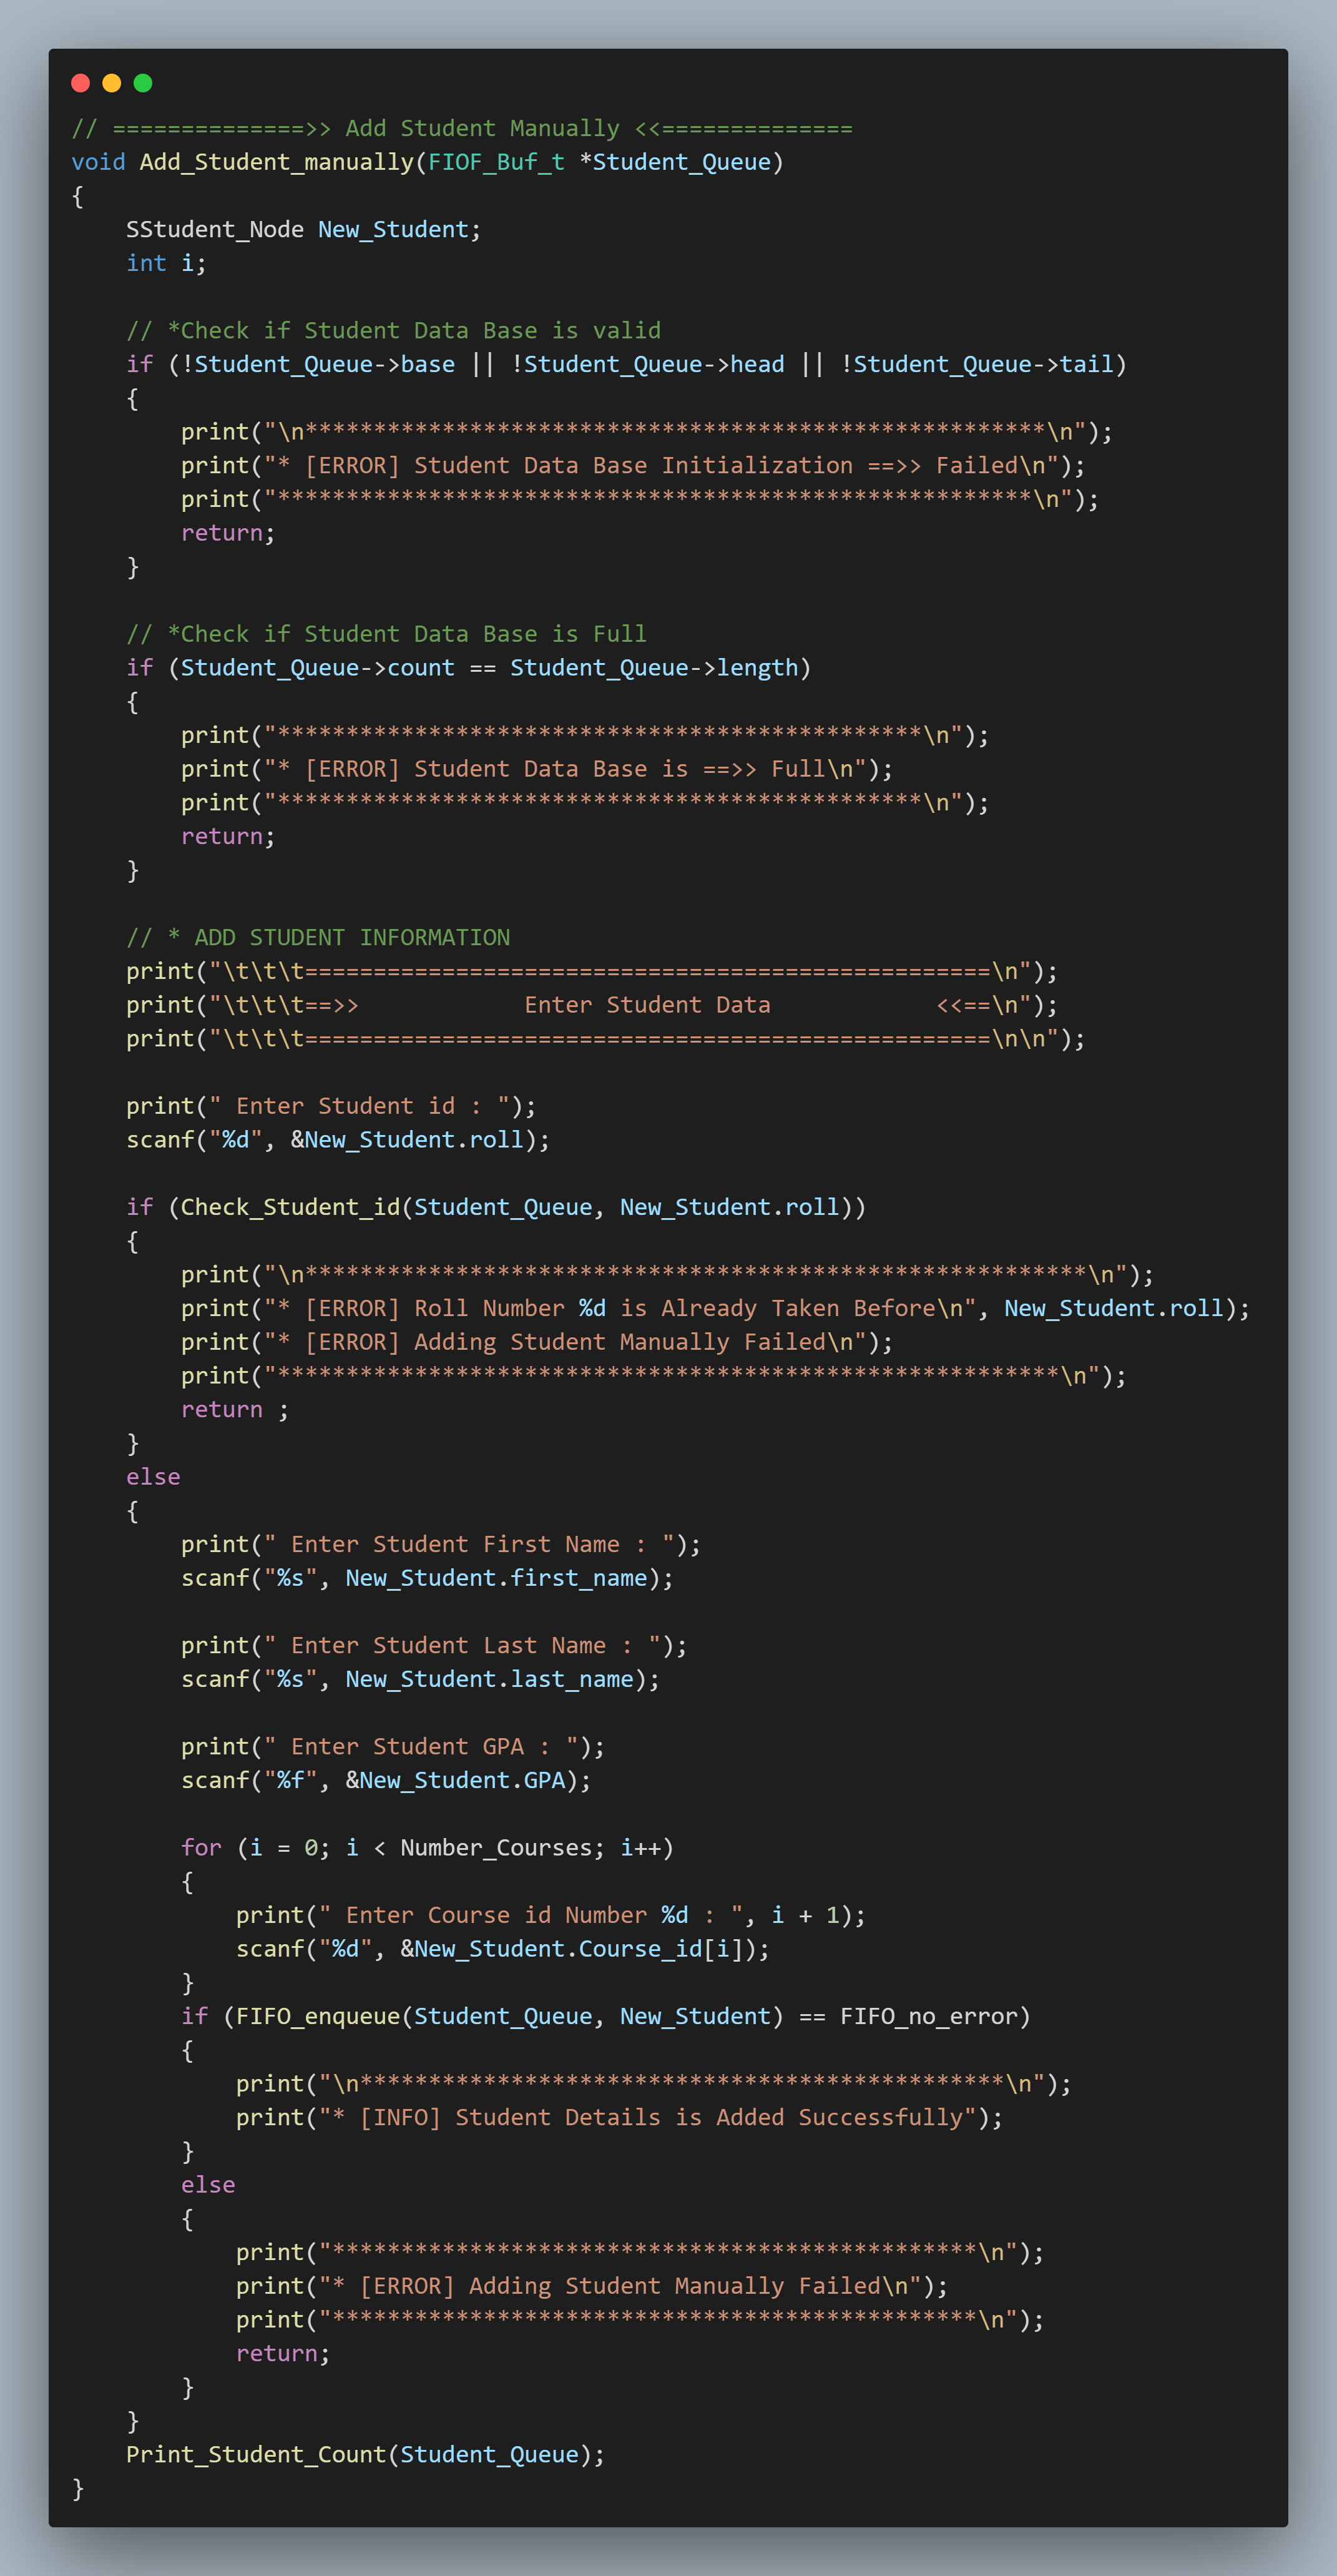 // ==============>> Add Student Manually <<==============
void Add_Student_manually(FIOF_Buf_t *Student_Queue)
{
    SStudent_Node New_Student;
    int i;

    // *Check if Student Data Base is valid
    if (!Student_Queue->base || !Student_Queue->head || !Student_Queue->tail)
    {
        print("\n******************************************************\n");
        print("* [ERROR] Student Data Base Initialization ==>> Failed\n");
        print("*******************************************************\n");
        return;
    }

    // *Check if Student Data Base is Full
    if (Student_Queue->count == Student_Queue->length)
    {
        print("***********************************************\n");
        print("* [ERROR] Student Data Base is ==>> Full\n");
        print("***********************************************\n");
        return;
    }

    // * ADD STUDENT INFORMATION
    print("\t\t\t==================================================\n");
    print("\t\t\t==>>            Enter Student Data            <<==\n");
    print("\t\t\t==================================================\n\n");

    print(" Enter Student id : ");
    scanf("%d", &New_Student.roll);

    if (Check_Student_id(Student_Queue, New_Student.roll))
    {
        print("\n*********************************************************\n");
        print("* [ERROR] Roll Number %d is Already Taken Before\n", New_Student.roll);
        print("* [ERROR] Adding Student Manually Failed\n");
        print("*********************************************************\n");
        return ;
    }
    else
    {
        print(" Enter Student First Name : ");
        scanf("%s", New_Student.first_name);

        print(" Enter Student Last Name : ");
        scanf("%s", New_Student.last_name);

        print(" Enter Student GPA : ");
        scanf("%f", &New_Student.GPA);

        for (i = 0; i < Number_Courses; i++)
        {
            print(" Enter Course id Number %d : ", i + 1);
            scanf("%d", &New_Student.Course_id[i]);
        }
        if (FIFO_enqueue(Student_Queue, New_Student) == FIFO_no_error)
        {
            print("\n***********************************************\n");
            print("* [INFO] Student Details is Added Successfully");
        }
        else
        {
            print("***********************************************\n");
            print("* [ERROR] Adding Student Manually Failed\n");
            print("***********************************************\n");
            return;
        }
    }
    Print_Student_Count(Student_Queue);
}